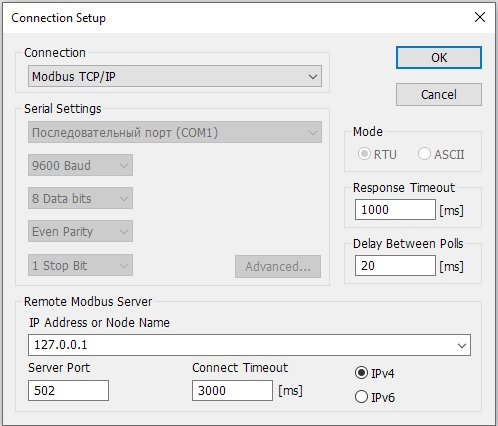 Connection Setup
Connection
OK
Modbus TCP/IP
Cancel
Serial Settings
Последовательный порт (COM1)
Mode
RTU ASCII
9600 Baud
Response Timeout
8 Data bits
1000 [ms]
Even Parity
Delay Between Polls
1 Stop Bit
Advanced...
20 [ms]
Remote Modbus Server
IP Address or Node Name
127.0.0.1
Server Port Connect Timeout
IPv4
502 3000 [ms]
IPv6